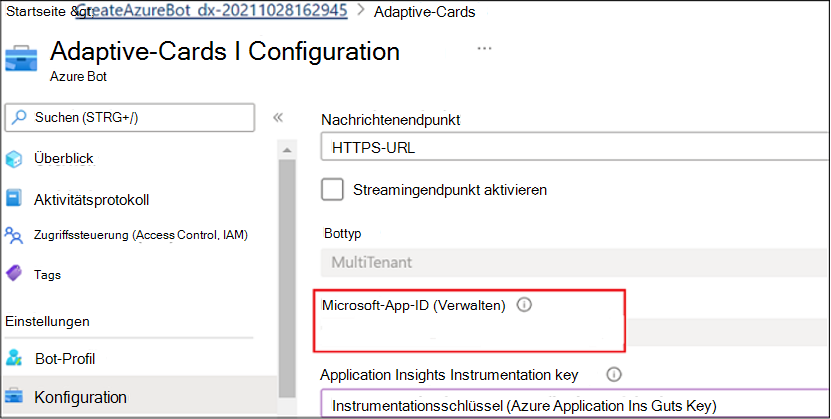 Startseite &gt; CreateAzureBot_dx-20211028162945 > Adaptive-Cards
Adaptive-Cards I Configuration ...
Azure Bot
Suchen (STRG+/)
«
Überblick
Aktivitätsprotokoll
Zugriffssteuerung (Access Control, IAM)
Tags
Einstellungen
Bot-Profil
Konfiguration
Nachrichtenendpunkt
HTTPS-URL
Streamingendpunkt aktivieren
Bottyp
MultiTenant
Microsoft-App-ID (Verwalten)
Application Insights Instrumentation key
Instrumentationsschlüssel (Azure Application Ins Guts Key)